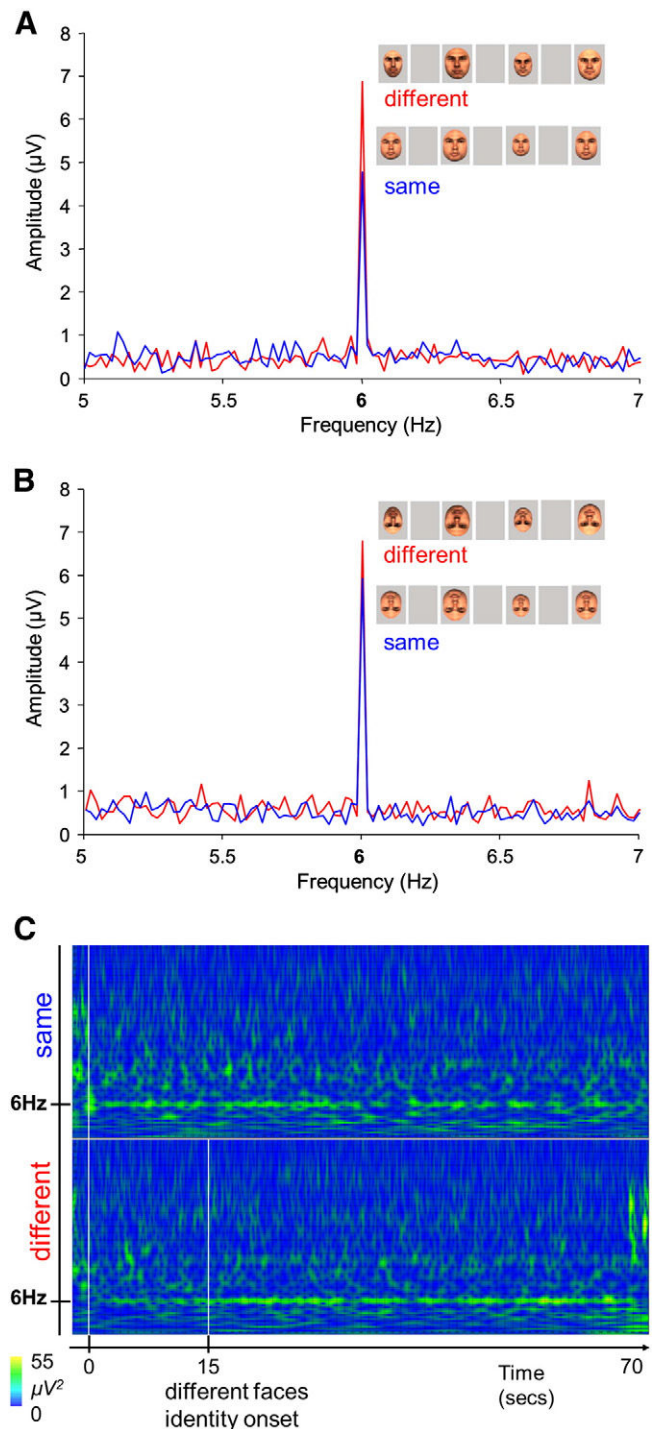 A
8
7
6
5
4
3
2
1
0
Amplitude (µV)
different
same
5
5.5
6
6.5
7
Frequency (Hz)
B
8
7
6
5
4
3
2
1
0
Amplitude (µV)
different
same
5
5.5
6
6.5
7
Frequency (Hz)
C
same
6Hz
different
6Hz
55
µV²
0
0
15
70
different faces
identity onset
Time
(secs)